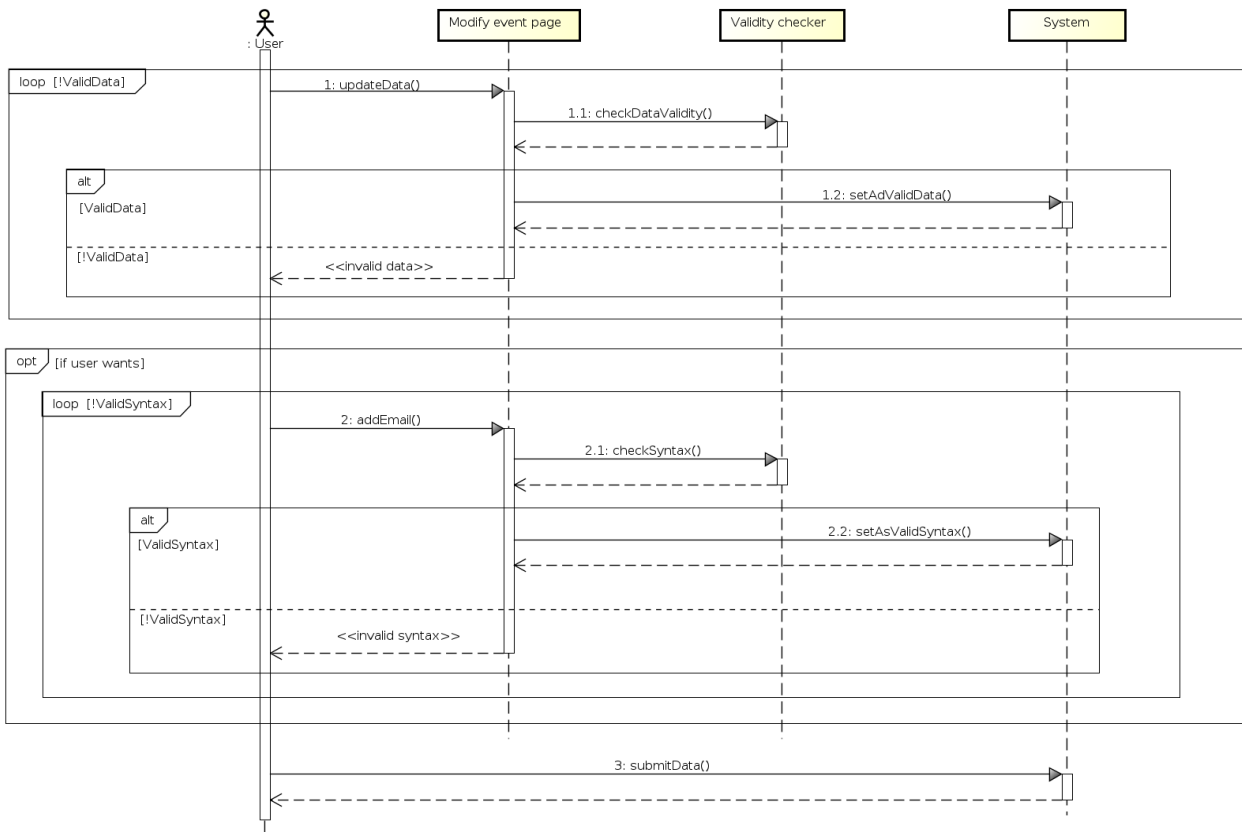 : User
Modify event page
Validity checker
System
loop [!ValidData]
1: updateData()
1.1: checkDataValidity()
alt
[ValidData]
1.2: setAdValidData()
[!ValidData]
<<invalid data>>
opt
[if user wants]
loop [!ValidSyntax]
2: addEmail()
2.1: checkSyntax()
alt
[ValidSyntax]
2.2: setAsValidSyntax()
[!ValidSyntax]
<<invalid syntax>>
3: submitData()